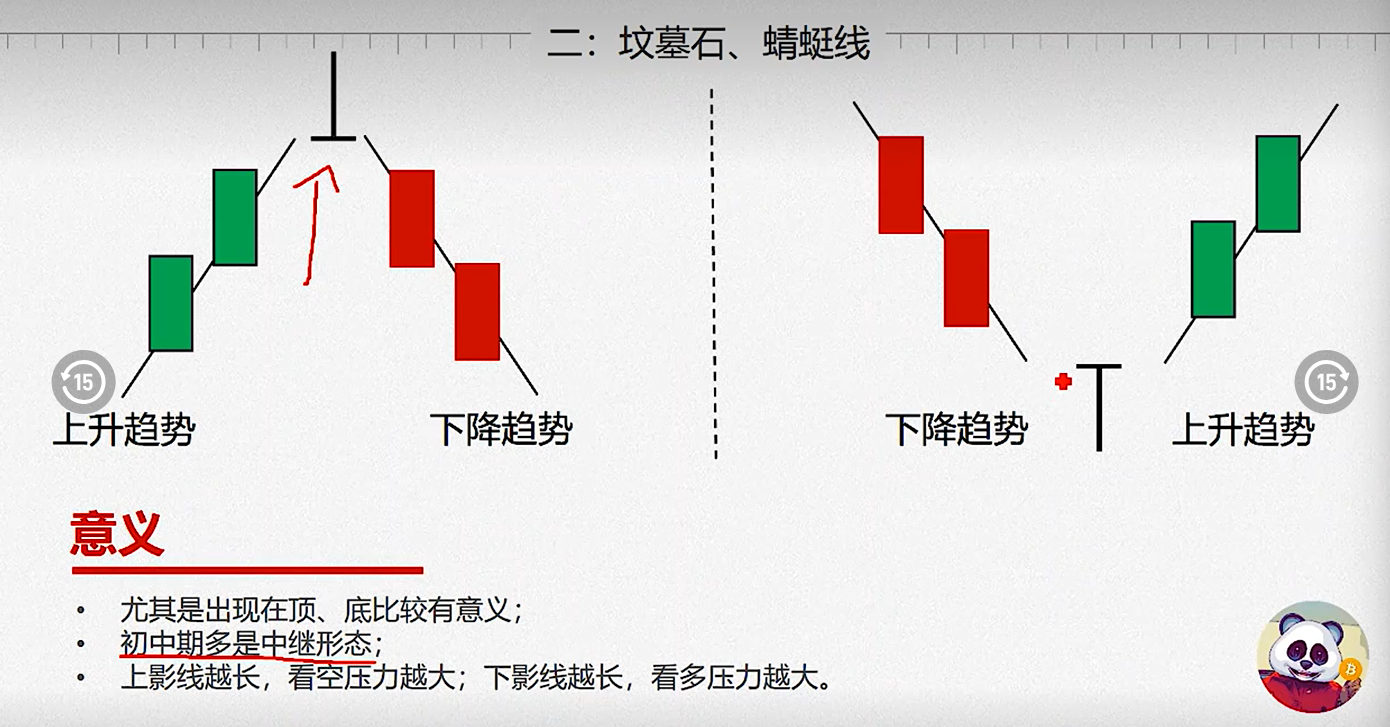 二：坟墓石、蜻蜓线
上升趋势
下降趋势
下降趋势
上升趋势
15
15
意义
• 尤其是出现在顶、底比较有意义；
• 初中期多是中继形态；
• 上影线越长，看空压力越大；下影线越长，看多压力越大。